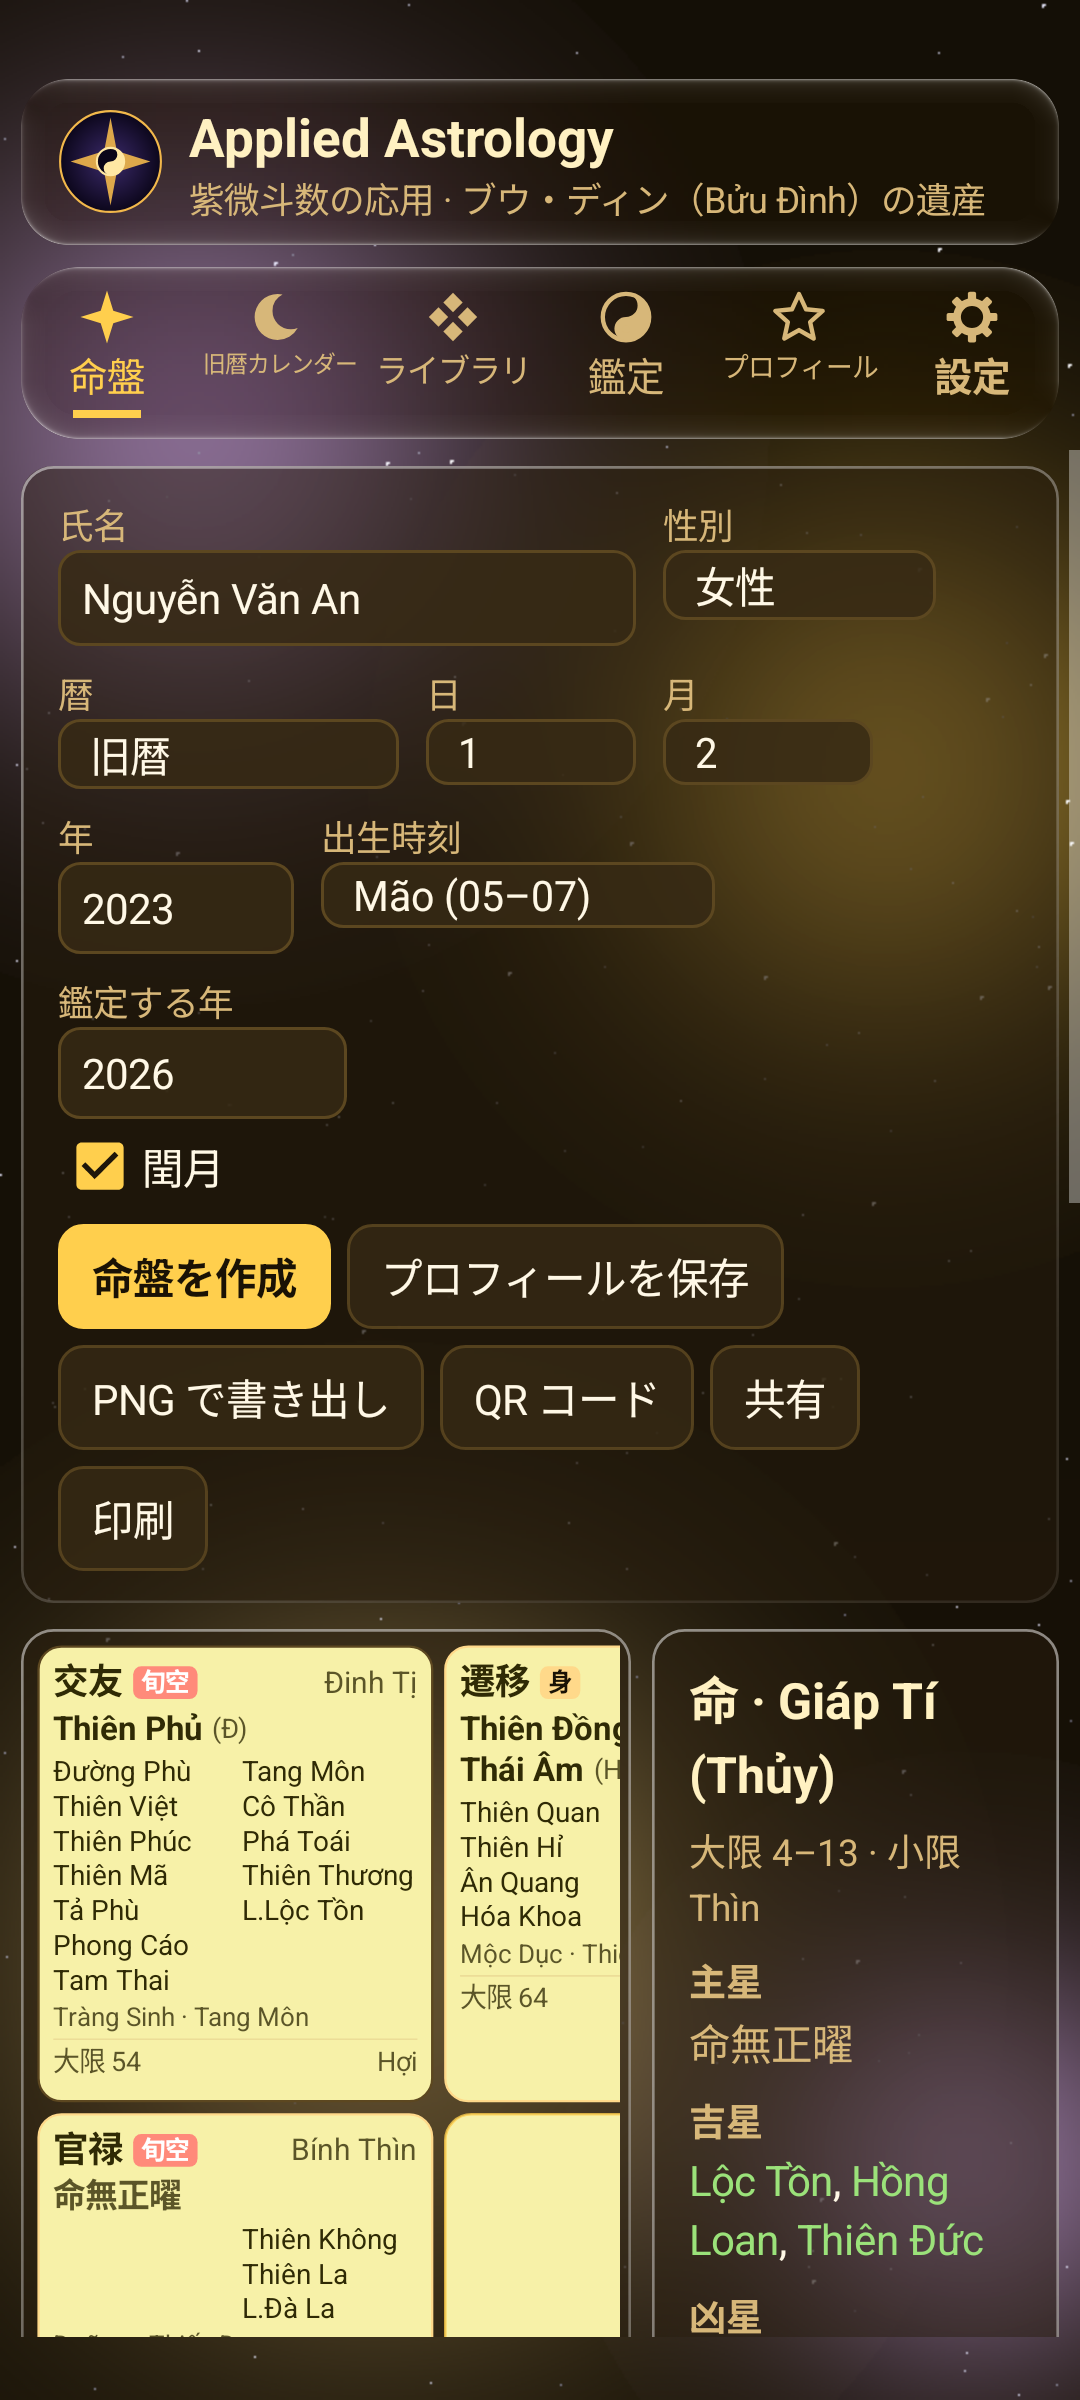 Applied Astrology
紫微斗数の応用 · ブウ・ディン（Bửu Đình）の遺産
命盤
旧暦カレンダー
ライブラリ
鑑定
プロフィール
設定
氏名
性別
Nguyễn Văn An
女性
暦
日
月
旧暦
1
2
年
出生時刻
2023
Mão (05–07)
鑑定する年
2026
閏月
命盤を作成
プロフィールを保存
PNG で書き出し
QR コード
共有
印刷
交友 旬空 Đinh Tị
Thiên Phủ (Đ)
Đường Phù Tang Môn
Thiên Việt Cô Thần
Thiên Phúc Phá Toái
Thiên Mã Thiên Thương
Tả Phù L.Lộc Tồn
Phong Cáo
Tam Thai
Tràng Sinh · Tang Môn
大限 54 Hợi
遷移 身
Thiên Đồng
Thái Âm (H
Thiên Quan
Thiên Hỉ
Ân Quang
Hóa Khoa
Mộc Dục ·
大限 64
官禄 旬空 Bính Thìn
命無正曜
Thiên Không
Thiên La
L.Đà La
命 · Giáp Tí
(Thủy)
大限 4–13 · 小限
Thìn
主星
命無正曜
吉星
Lộc Tồn, Hồng
Loan, Thiên Đức
凶星